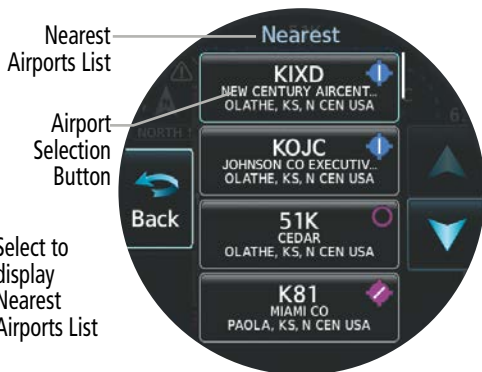 Nearest
Airports List
Airport
Selection
Button
Select to
display
Nearest
Airports List
Nearest
KIXD
NEW CENTURY AIRCENT...
OLATHE, KS, N CEN USA
KOJC
JOHNSON CO EXECUTIV...
OLATHE, KS, N CEN USA
51K
CEDAR
OLATHE, KS, N CEN USA
K81
MIAMI CO
PAOLA, KS, N CEN USA
NORTH
Back